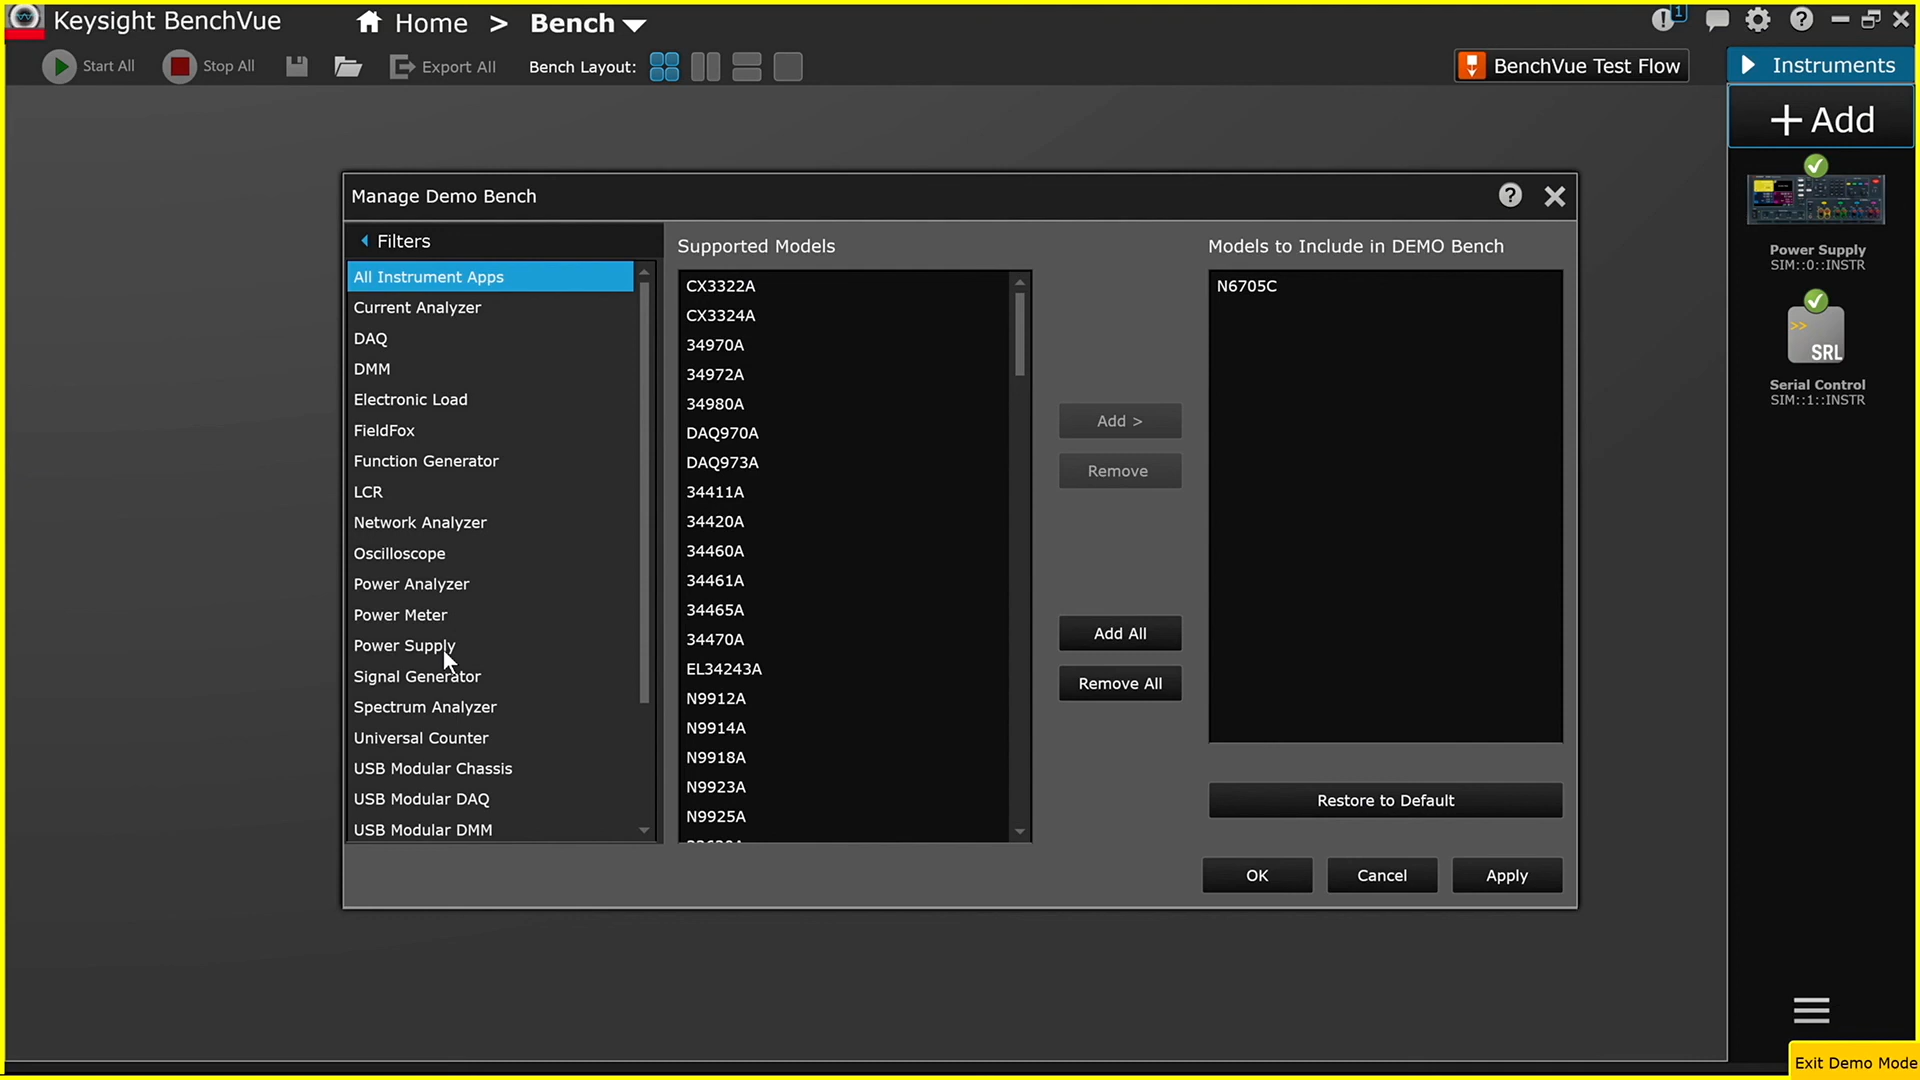 Keysight BenchVue
Home > Bench
1
Start All
Stop All
Export All
Bench Layout:
BenchVue Test Flow
Instruments
+ Add
Power Supply
SIM::0::INSTR
>>
SRL
Serial Control
SIM::1::INSTR
Manage Demo Bench
Filters
All Instrument Apps
Current Analyzer
DAQ
DMM
Electronic Load
FieldFox
Function Generator
LCR
Network Analyzer
Oscilloscope
Power Analyzer
Power Meter
Power Supply
Signal Generator
Spectrum Analyzer
Universal Counter
USB Modular Chassis
USB Modular DAQ
USB Modular DMM
Supported Models
CX3322A
CX3324A
34970A
34972A
34980A
DAQ970A
DAQ973A
34411A
34420A
34460A
34461A
34465A
34470A
EL34243A
N9912A
N9914A
N9918A
N9923A
N9925A
Add >
Remove
Add All
Remove All
Models to Include in DEMO Bench
N6705C
Restore to Default
OK
Cancel
Apply
Exit Demo Mode